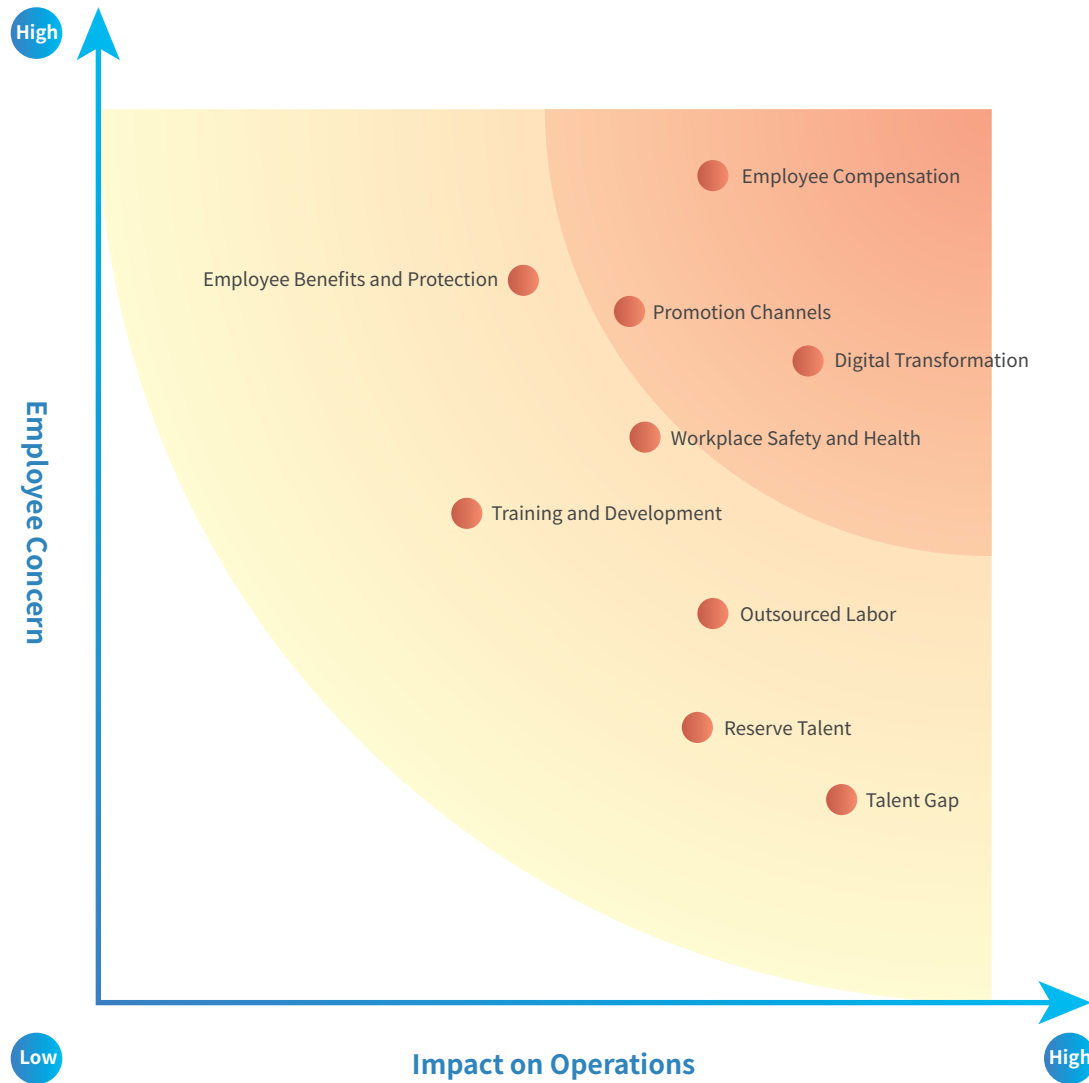 High
Employee Compensation
Employee Benefits and Protection
Promotion Channels
Digital Transformation
Employee Concern
Workplace Safety and Health
Training and Development
Outsourced Labor
Reserve Talent
Talent Gap
Low
Impact on Operations
High